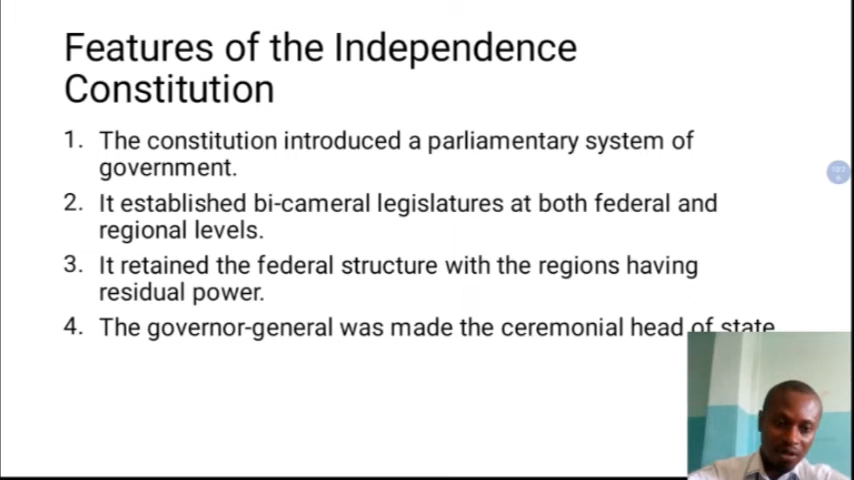 Features of the Independence
Constitution
1. The constitution introduced a parliamentary system of
government.
2. It established bi-cameral legislatures at both federal and
regional levels.
3. It retained the federal structure with the regions having
residual power.
4. The governor-general was made the ceremonial head of state